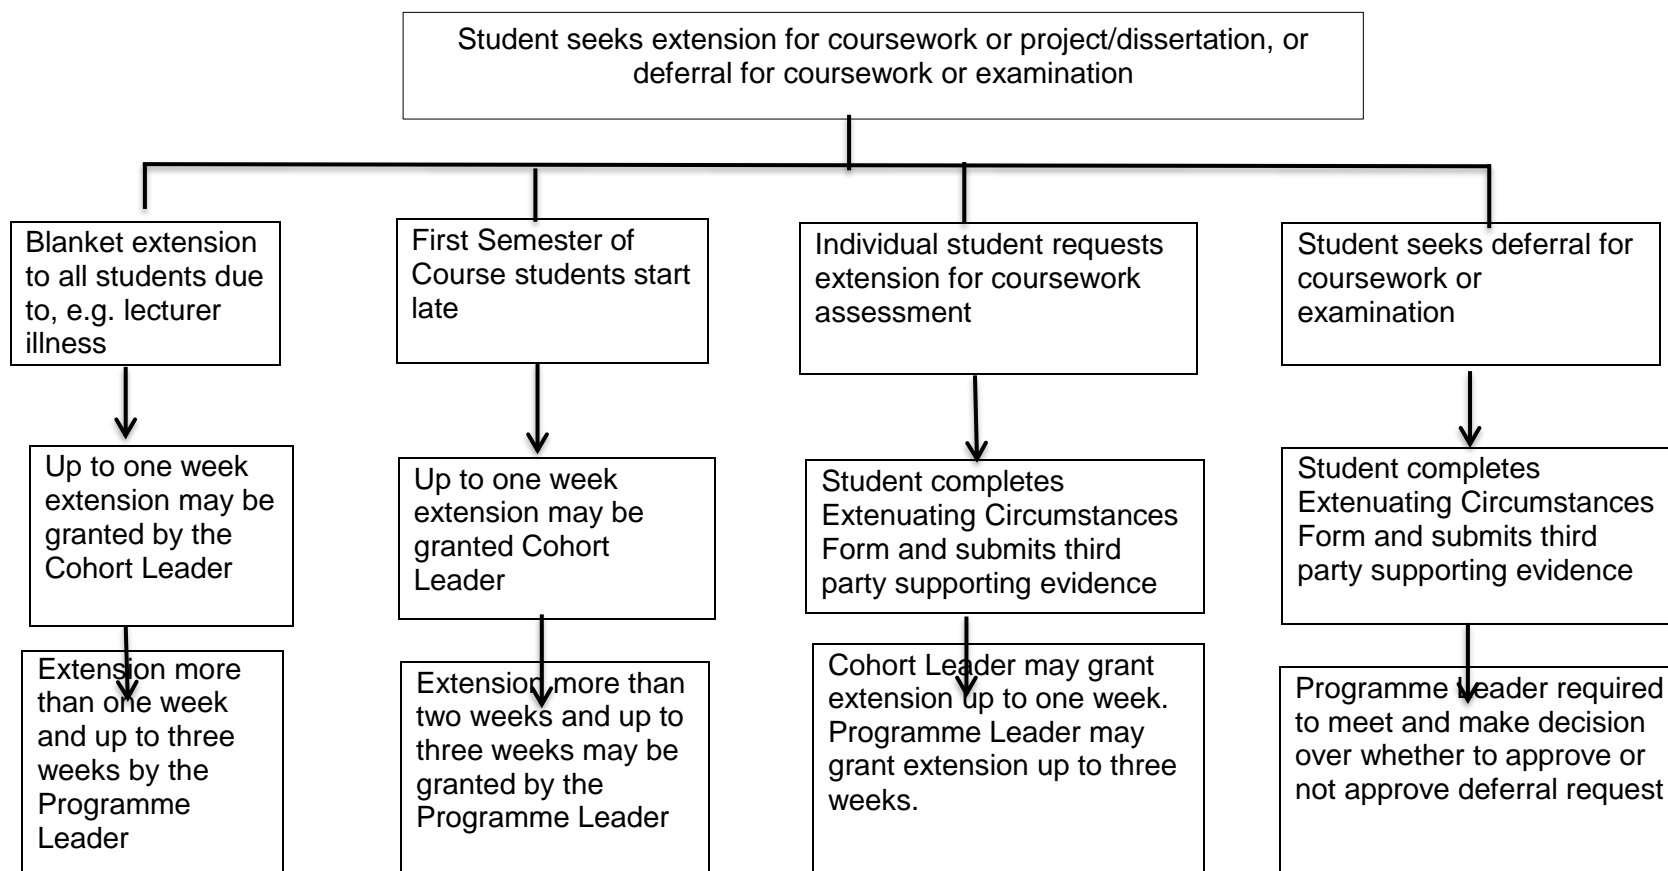 Student seeks extension for coursework or project/dissertation, or
deferral for coursework or examination
Blanket extension
to all students due
to, e.g. lecturer
illness
First Semester of
Course students start
late
Individual student requests
extension for coursework
assessment
Student seeks deferral for
coursework or
examination
Up to one week
extension may be
granted by the
Cohort Leader
Up to one week
extension may be
granted Cohort
Leader
Student completes
Extenuating Circumstances
Form and submits third
party supporting evidence
Student completes
Extenuating Circumstances
Form and submits third
party supporting evidence
Extension more
than one week
and up to three
weeks by the
Programme
Leader
Extension more than
two weeks and up to
three weeks may be
granted by the
Programme Leader
Cohort Leader may grant
extension up to one week.
Programme Leader may
grant extension up to three
weeks.
Programme Leader required
to meet and make decision
over whether to approve or
not approve deferral request